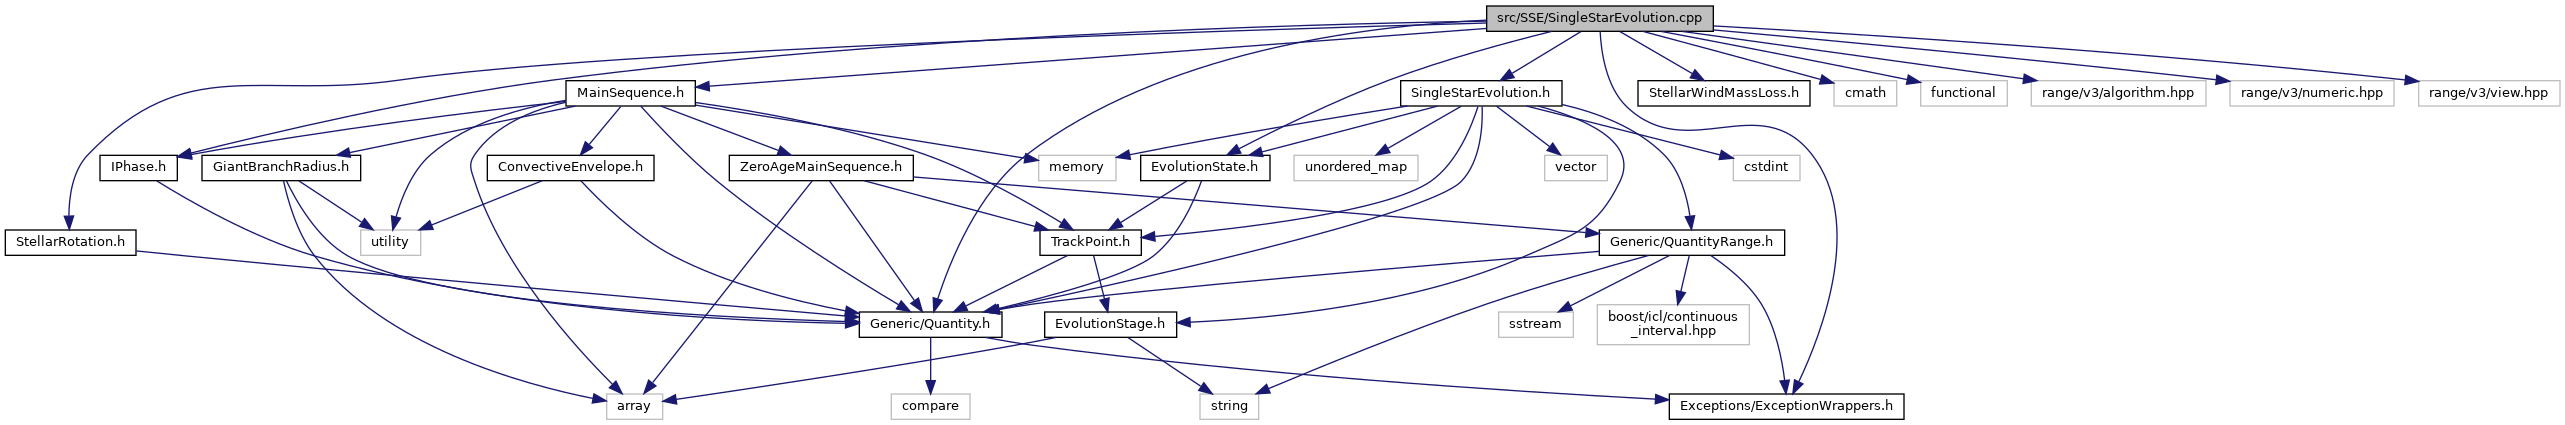 src/SSE/SingleStarEvolution.cpp
MainSequence.h
SingleStarEvolution.h
StellarWindMassLoss.h
cmath
functional
range/v3/algorithm.hpp
range/v3/numeric.hpp
range/v3/view.hpp
IPhase.h
GiantBranchRadius.h
ConvectiveEnvelope.h
ZeroAgeMainSequence.h
memory
EvolutionState.h
unordered_map
vector
cstdint
StellarRotation.h
utility
TrackPoint.h
Generic/QuantityRange.h
Generic/Quantity.h
EvolutionStage.h
sstream
boost/icl/continuous
_interval.hpp
array
compare
string
Exceptions/ExceptionWrappers.h